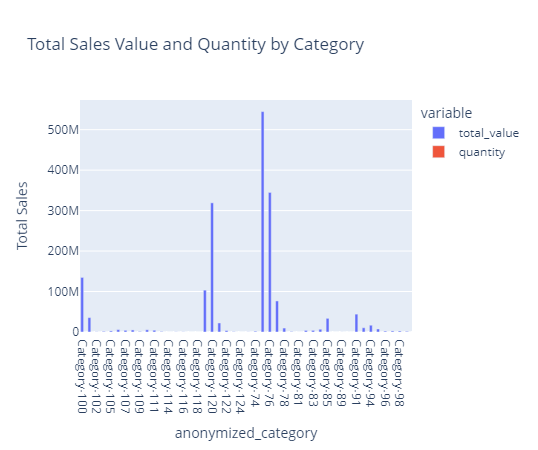 Total Sales Value and Quantity by Category
variable
total_value
quantity
Total Sales
500M
400M
300M
200M
100M
0
Category-100
Category-102
Category-105
Category-107
Category-109
Category-111
Category-114
Category-116
Category-118
Category-120
Category-122
Category-124
Category-74
Category-76
Category-78
Category-81
Category-83
Category-85
Category-89
Category-91
Category-94
Category-96
Category-98
anonymized_category